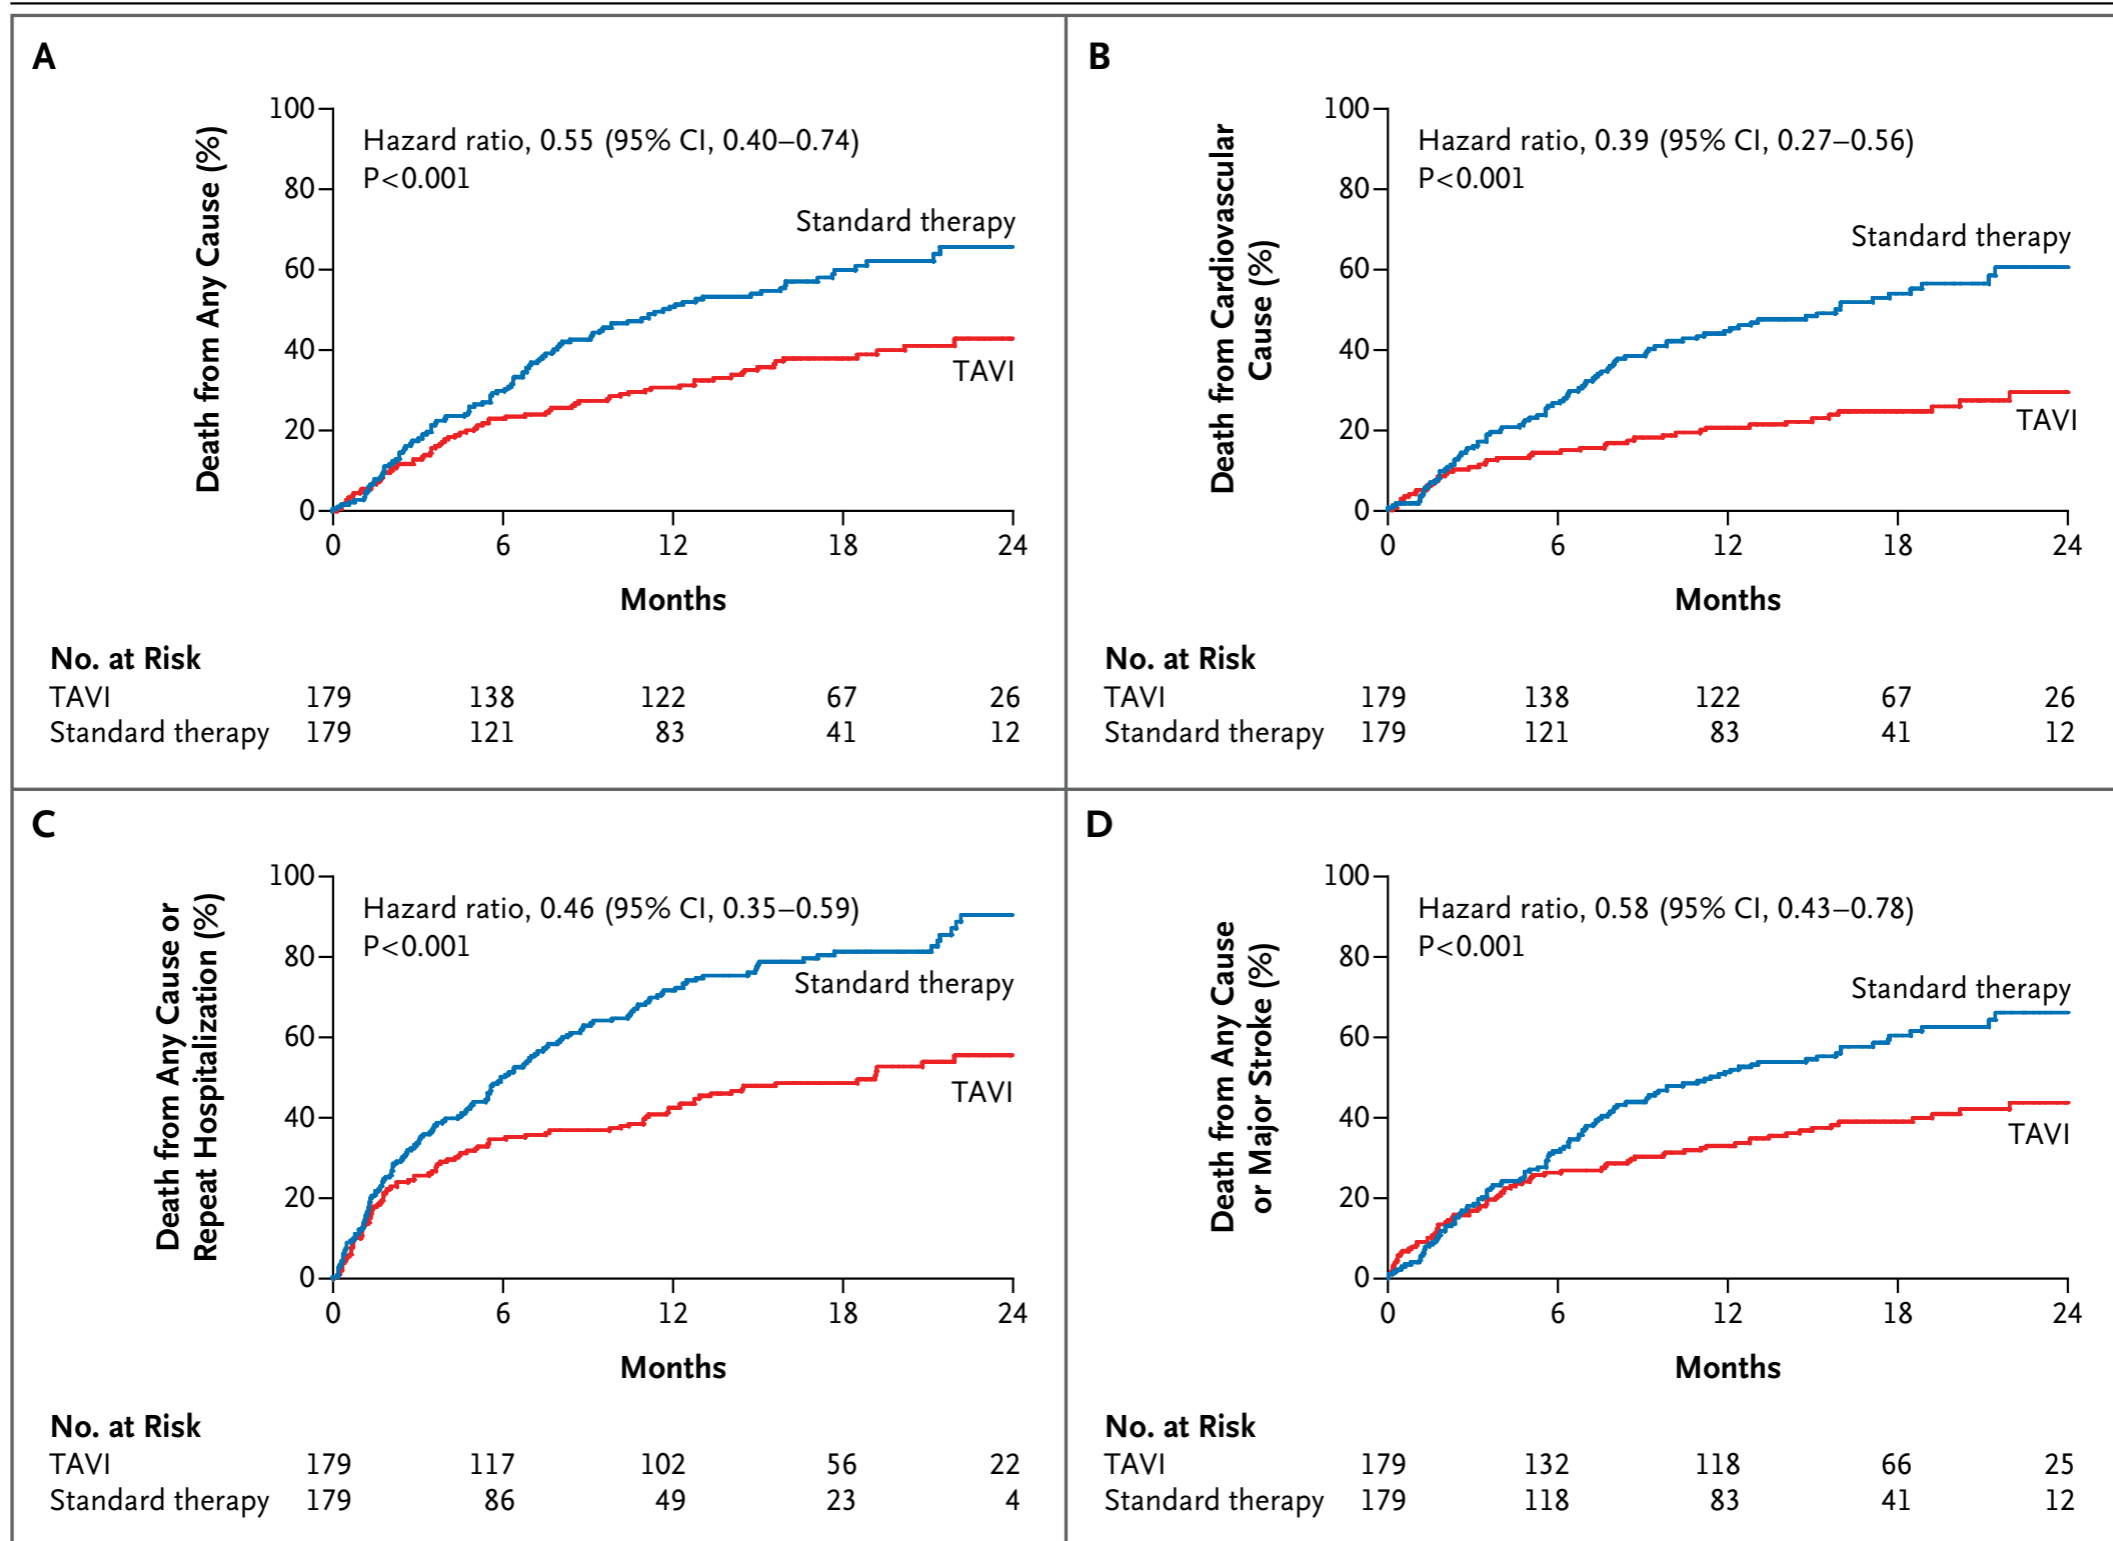 A
Death from Any Cause (%)
100
80
60
40
20
0
Hazard ratio, 0.55 (95% CI, 0.40–0.74)
P<0.001
Standard therapy
TAVI
0 6 12 18 24
Months
No. at Risk
TAVI 179 138 122 67 26
Standard therapy 179 121 83 41 12
B
Death from Cardiovascular
Cause (%)
100
80
60
40
20
0
Hazard ratio, 0.39 (95% CI, 0.27–0.56)
P<0.001
Standard therapy
TAVI
0 6 12 18 24
Months
No. at Risk
TAVI 179 138 122 67 26
Standard therapy 179 121 83 41 12
C
Death from Any Cause or
Repeat Hospitalization (%)
100
80
60
40
20
0
Hazard ratio, 0.46 (95% CI, 0.35–0.59)
P<0.001
Standard therapy
TAVI
0 6 12 18 24
Months
No. at Risk
TAVI 179 117 102 56 22
Standard therapy 179 86 49 23 4
D
Death from Any Cause
or Major Stroke (%)
100
80
60
40
20
0
Hazard ratio, 0.58 (95% CI, 0.43–0.78)
P<0.001
Standard therapy
TAVI
0 6 12 18 24
Months
No. at Risk
TAVI 179 132 118 66 25
Standard therapy 179 118 83 41 12